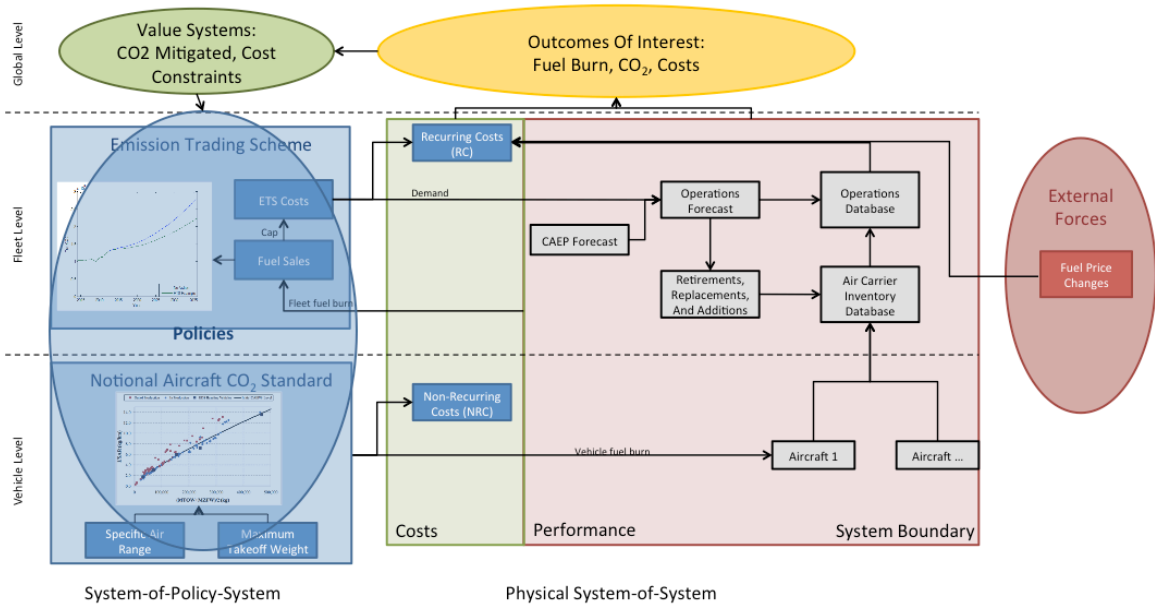 Global Level
Value Systems:
CO2 Mitigated, Cost
Constraints
Outcomes Of Interest:
Fuel Burn, CO₂, Costs
Fleet Level
Emission Trading Scheme
ETS Costs
Cap
Fuel Sales
Fleet fuel burn
Policies
Recurring Costs
(RC)
Demand
Operations
Forecast
Operations
Database
CAEP Forecast
Retirements,
Replacements,
And Additions
Air Carrier
Inventory
Database
External
Forces
Fuel Price
Changes
Vehicle Level
Notional Aircraft CO₂ Standard
Specific Air
Range
Maximum
Takeoff Weight
Non-Recurring
Costs (NRC)
Vehicle fuel burn
Aircraft 1
Aircraft ...
Costs
Performance
System Boundary
System-of-Policy-System
Physical System-of-System